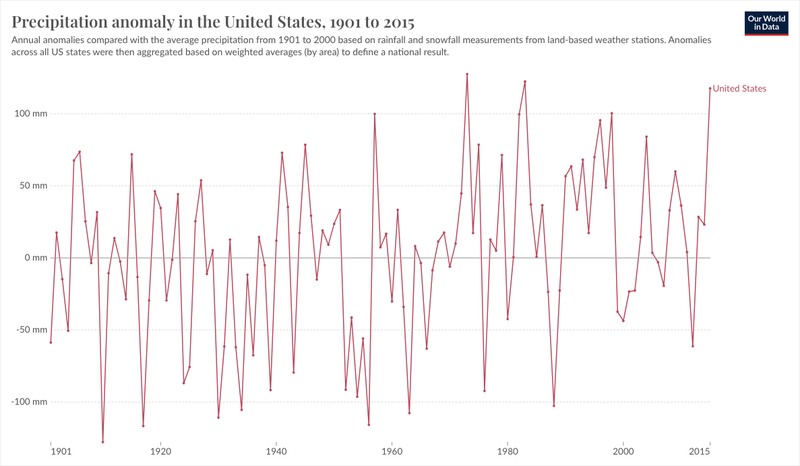 Precipitation anomaly in the United States, 1901 to 2015
Our World
in Data
Annual anomalies compared with the average precipitation from 1901 to 2000 based on rainfall and snowfall measurements from land-based weather stations. Anomalies
across all US states were then aggregated based on weighted averages (by area) to define a national result.
United States
100 mm
50 mm
0 mm
-50 mm
-100 mm
1901 1920 1940 1960 1980 2000 2015